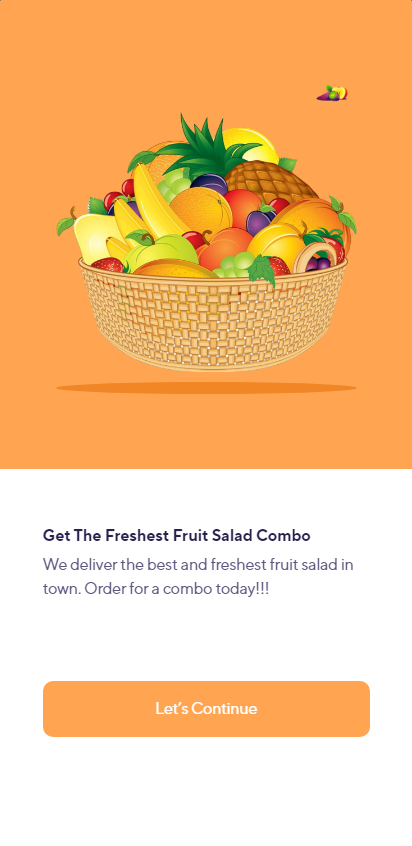 Get The Freshest Fruit Salad Combo
We deliver the best and freshest fruit salad in
town. Order for a combo today!!!
Let’s Continue